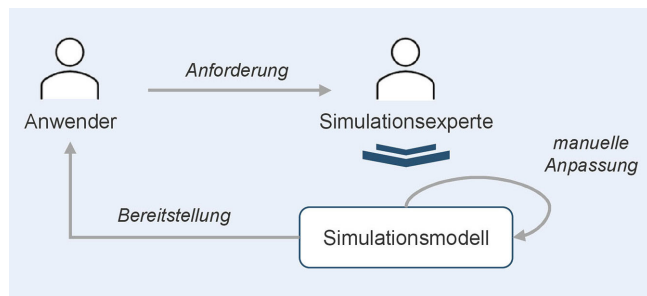 Anforderung
Anwender
Simulationsexperte
manuelle
Anpassung
Bereitstellung
Simulationsmodell